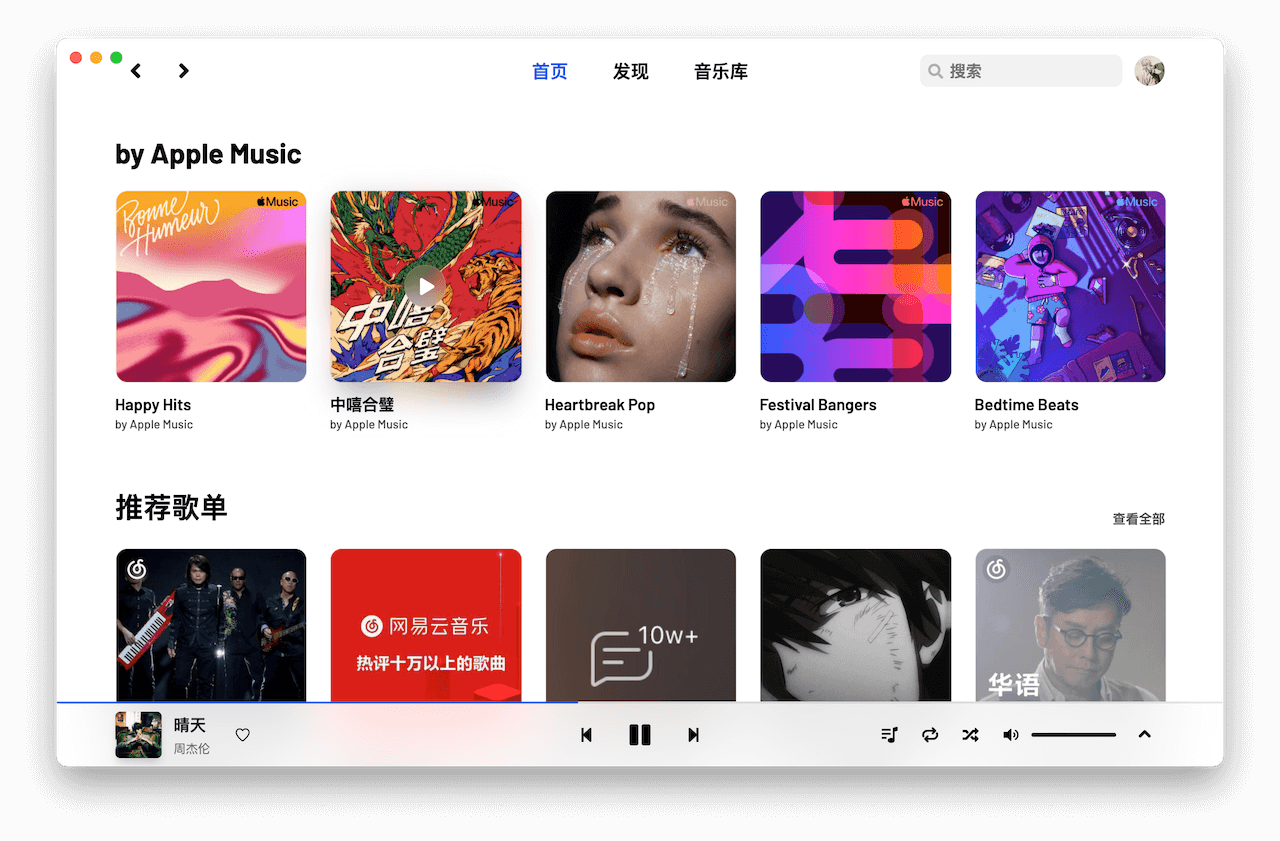 首页
发现
音乐库
搜索
by Apple Music
Bonne Humeur
Music
Music
中嘻合璧
Music
Music
Music
Happy Hits
by Apple Music
中嘻合璧
by Apple Music
Heartbreak Pop
by Apple Music
Festival Bangers
by Apple Music
Bedtime Beats
by Apple Music
推荐歌单
查看全部
网易云音乐
热评十万以上的歌曲
10w+
华语
晴天
周杰伦